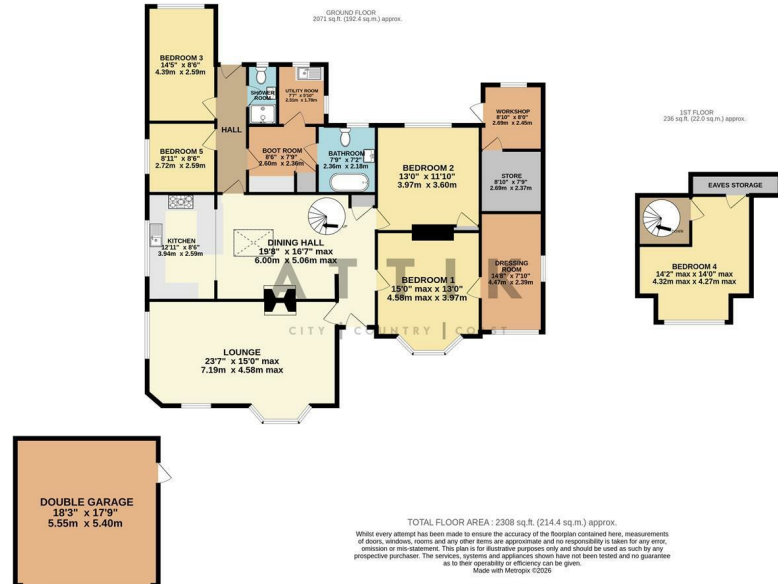 GROUND FLOOR
2071 sq.ft. (192.4 sq.m.) approx.
BEDROOM 3
14'5" x 8'6"
4.39m x 2.59m
SHOWER
ROOM
UTILITY ROOM
7'7" x 5'10"
2.31m x 1.78m
HALL
BEDROOM 5
8'11" x 8'6"
2.72m x 2.59m
BOOT ROOM
8'6" x 7'9"
2.60m x 2.36m
BATHROOM
7'9" x 7'2"
2.36m x 2.18m
BEDROOM 2
13'0" x 11'10"
3.97m x 3.60m
WORKSHOP
8'10" x 8'0"
2.69m x 2.45m
STORE
8'10" x 7'9"
2.69m x 2.37m
KITCHEN
12'11" x 8'6"
3.94m x 2.59m
UP
DINING HALL
19'8" x 16'7" max
6.00m x 5.06m max
BEDROOM 1
15'0" max x 13'0"
4.58m max x 3.97m
DRESSING
ROOM
14'8" x 7'10"
4.47m x 2.39m
ATTIK
CITY | COUNTRY | COAST
LOUNGE
23'7" x 15'0" max
7.19m x 4.58m max
1ST FLOOR
236 sq.ft. (22.0 sq.m.) approx.
EAVES STORAGE
DOWN
BEDROOM 4
14'2" max x 14'0" max
4.32m max x 4.27m max
DOUBLE GARAGE
18'3" x 17'9"
5.55m x 5.40m
TOTAL FLOOR AREA : 2308 sq.ft. (214.4 sq.m.) approx.
Whilst every attempt has been made to ensure the accuracy of the floorplan contained here, measurements
of doors, windows, rooms and any other items are approximate and no responsibility is taken for any error,
omission or mis-statement. This plan is for illustrative purposes only and should be used as such by any
prospective purchaser. The services, systems and appliances shown have not been tested and no guarantee
as to their operability or efficiency can be given.
Made with Metropix ©2026